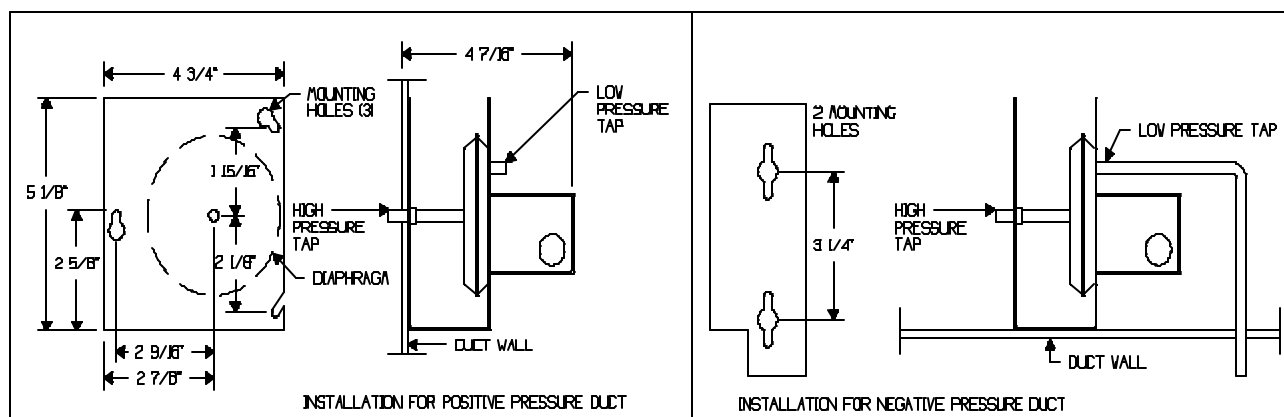 4 3/4"
MOUNTING
HOLES (3)
4 7/16"
LOW
PRESSURE
TAP
5 1/8"
1 15/16"
HIGH
PRESSURE
TAP
2 5/8"
2 1/8"
DIAPHRAGM
2 9/16"
2 7/8"
DUCT WALL
INSTALLATION FOR POSITIVE PRESSURE DUCT
2 MOUNTING
HOLES
LOW PRESSURE TAP
HIGH
PRESSURE
TAP
3 1/4"
DUCT WALL
INSTALLATION FOR NEGATIVE PRESSURE DUCT